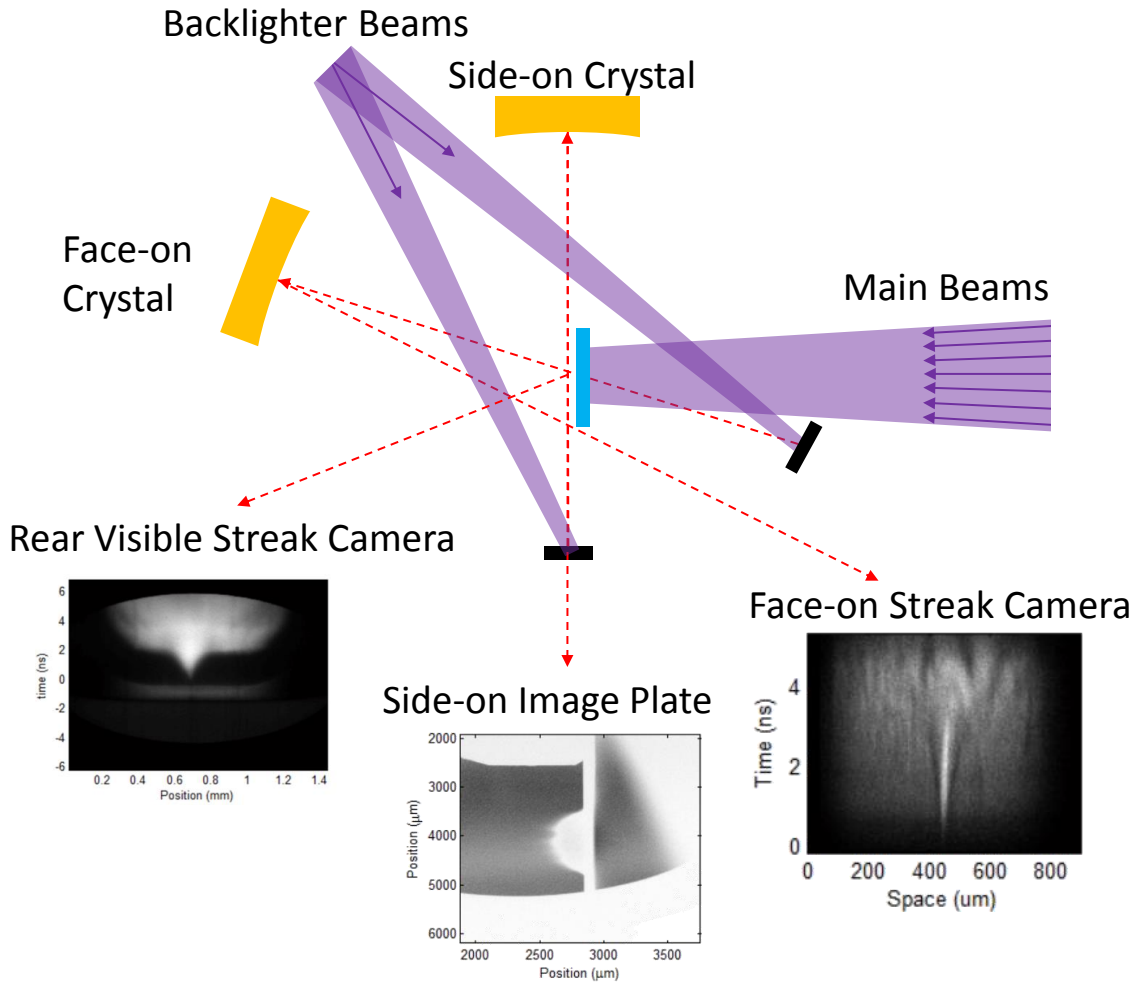 Backlighter Beams
Side-on Crystal
Face-on
Crystal
Main Beams
Rear Visible Streak Camera
6
4
2
0
-2
-4
-6
time (ns)
0.2 0.4 0.6 0.8 1 1.2 1.4
Position (mm)
Side-on Image Plate
2000
3000
4000
5000
6000
Position (μm)
2000 2500 3000 3500
Position (μm)
Face-on Streak Camera
4
2
0
Time (ns)
0 200 400 600 800
Space (um)